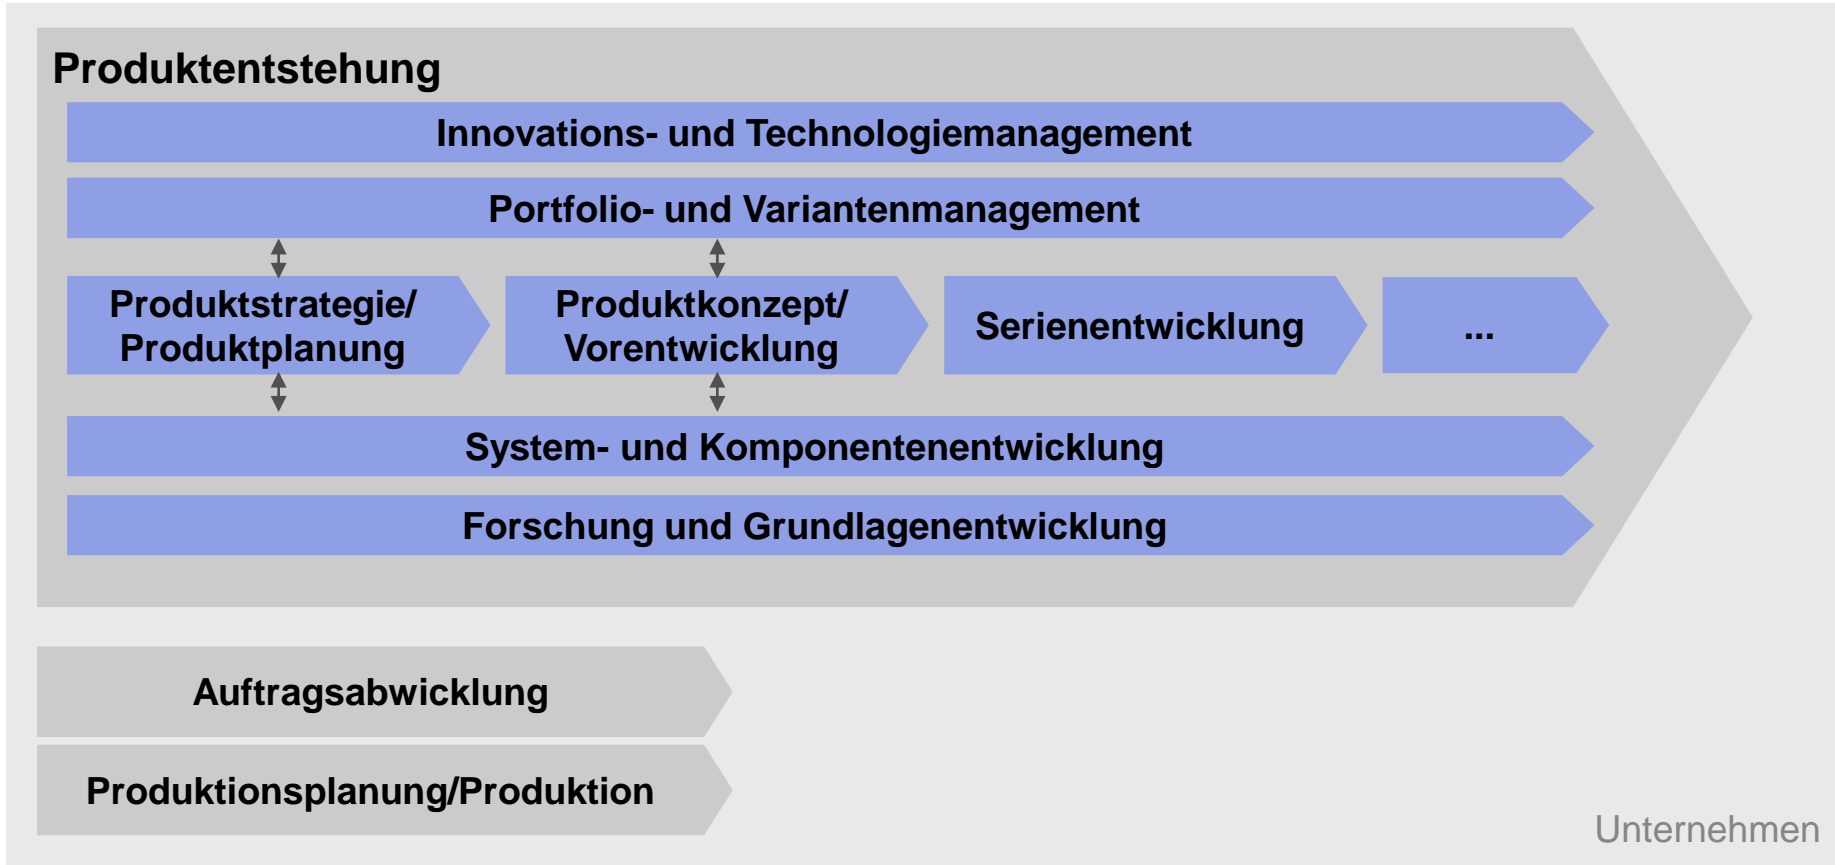 Produktentstehung
Innovations- und Technologiemanagement
Portfolio- und Variantenmanagement
Produktstrategie/
Produktplanung
Produktkonzept/
Vorentwicklung
Serienentwicklung
...
System- und Komponentenentwicklung
Forschung und Grundlagenentwicklung
Auftragsabwicklung
Produktionsplanung/Produktion
Unternehmen